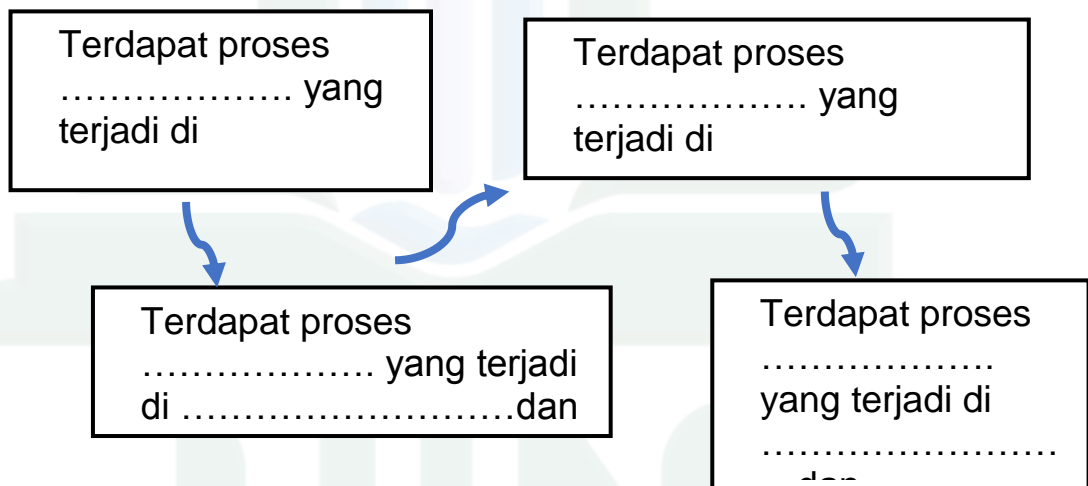 Terdapat proses
………………. yang
terjadi di
Terdapat proses
………………. yang
terjadi di
Terdapat proses
………………. yang terjadi
di ………………………dan
Terdapat proses
……………….
yang terjadi di
……………………